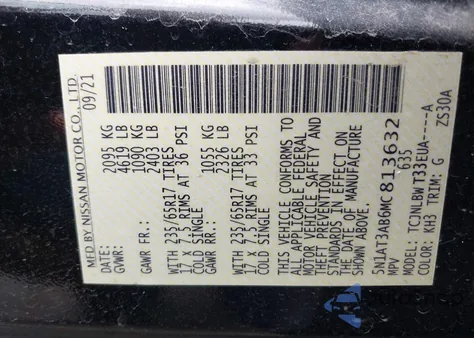 MFD BY NISSAN MOTOR CO., LTD.
DATE: 09/21
GVWR: 2095 KG
4619 LB
GAWR FR.: 1090 KG
2403 LB
WITH 235/65R17 TIRES
17 X 7.5 RIMS AT 36 PSI
COLD SINGLE
GAWR RR.: 1055 KG
2326 LB
WITH 235/65R17 TIRES
17 X 7.5 RIMS AT 33 PSI
COLD SINGLE
THIS VEHICLE CONFORMS TO
ALL APPLICABLE FEDERAL
MOTOR VEHICLE SAFETY AND
THEFT PREVENTION
STANDARDS IN EFFECT ON
THE DATE OF MANUFACTURE
SHOWN ABOVE.
5N1AT3AB6MC813632
MPV 635
MODEL: TCJNLBWT33EUA----A
COLOR: KH3 TRIM: G ZS30A